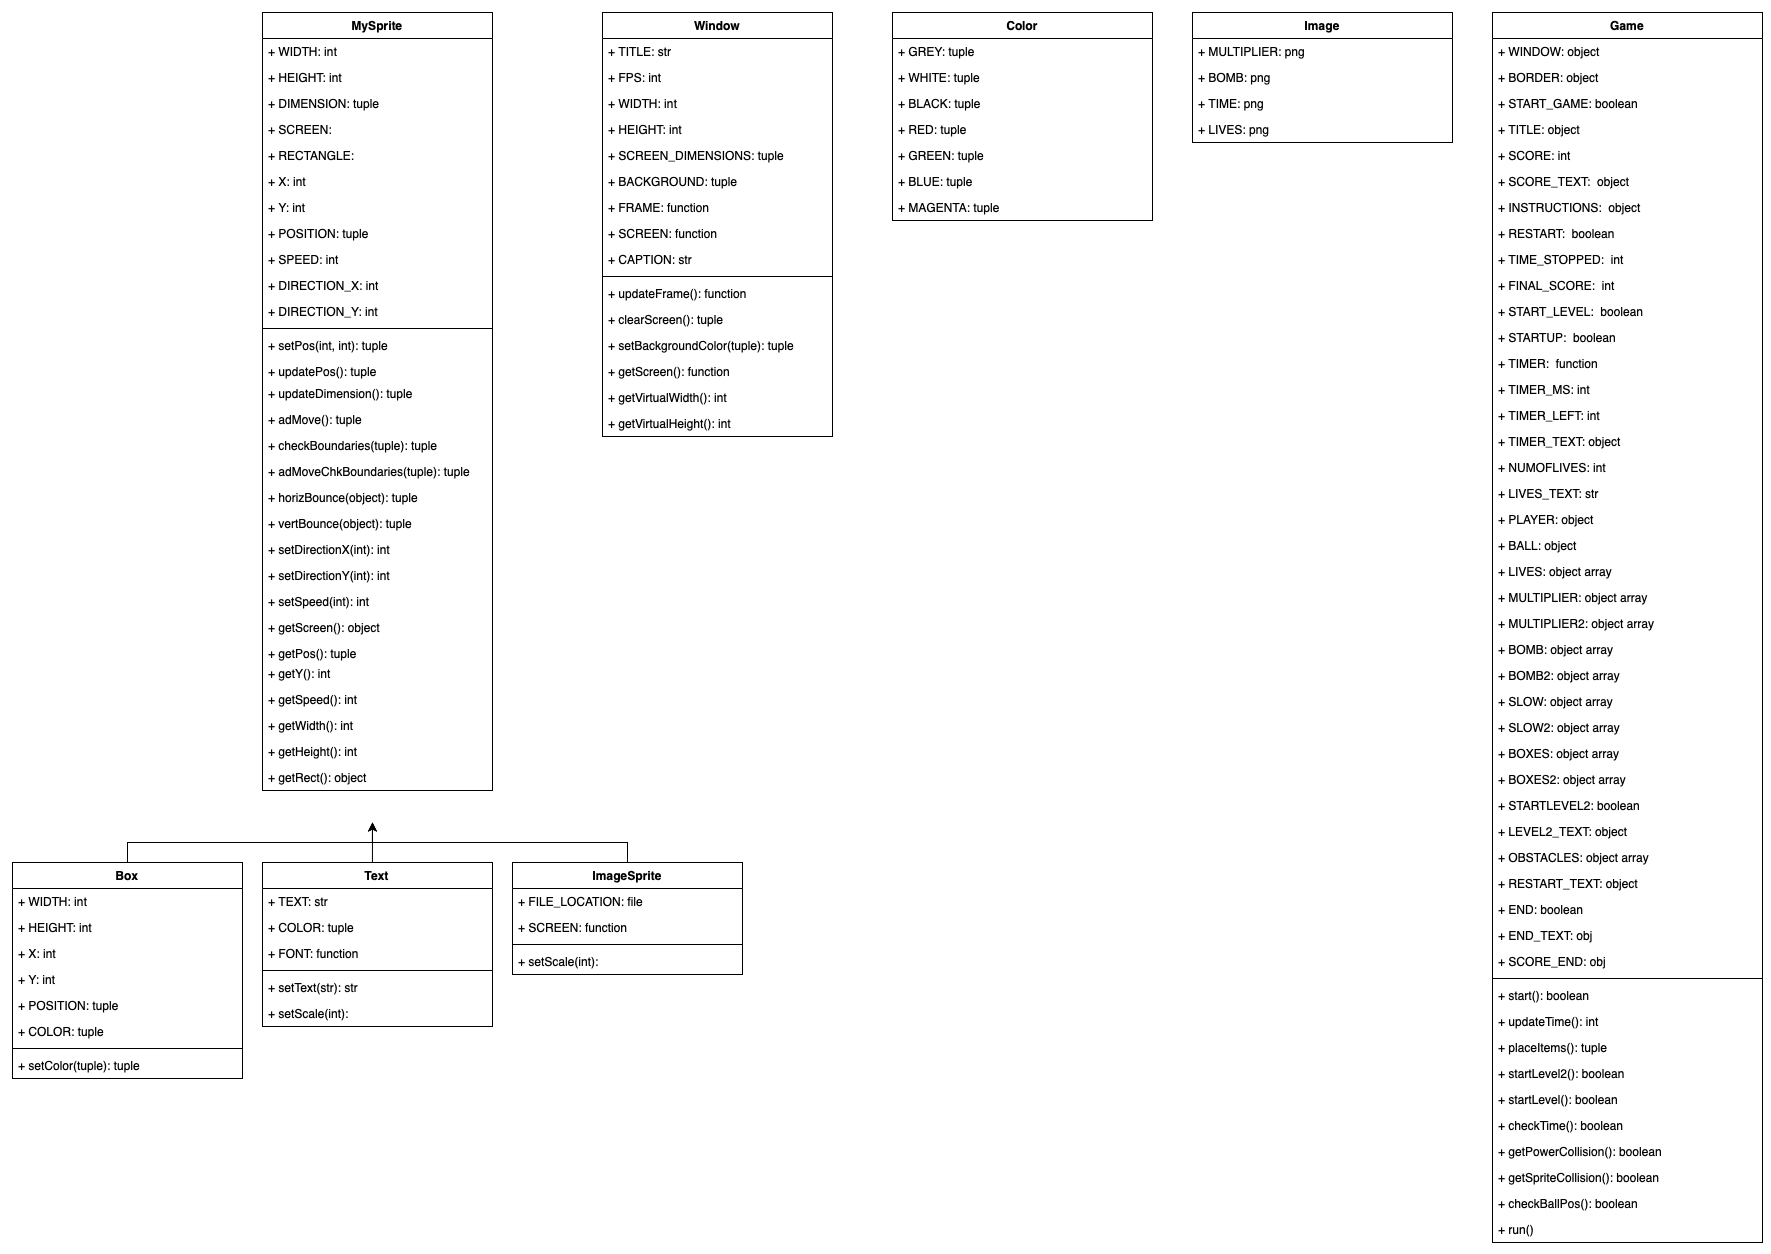 MySprite
+ WIDTH: int
+ HEIGHT: int
+ DIMENSION: tuple
+ SCREEN:
+ RECTANGLE:
+ X: int
+ Y: int
+ POSITION: tuple
+ SPEED: int
+ DIRECTION_X: int
+ DIRECTION_Y: int
+ setPos(int, int): tuple
+ updatePos(): tuple
+ updateDimension(): tuple
+ adMove(): tuple
+ checkBoundaries(tuple): tuple
+ adMoveChkBoundaries(tuple): tuple
+ horizBounce(object): tuple
+ vertBounce(object): tuple
+ setDirectionX(int): int
+ setDirectionY(int): int
+ setSpeed(int): int
+ getScreen(): object
+ getPos(): tuple
+ getY(): int
+ getSpeed(): int
+ getWidth(): int
+ getHeight(): int
+ getRect(): object
Window
+ TITLE: str
+ FPS: int
+ WIDTH: int
+ HEIGHT: int
+ SCREEN_DIMENSIONS: tuple
+ BACKGROUND: tuple
+ FRAME: function
+ SCREEN: function
+ CAPTION: str
+ updateFrame(): function
+ clearScreen(): tuple
+ setBackgroundColor(tuple): tuple
+ getScreen(): function
+ getVirtualWidth(): int
+ getVirtualHeight(): int
Color
+ GREY: tuple
+ WHITE: tuple
+ BLACK: tuple
+ RED: tuple
+ GREEN: tuple
+ BLUE: tuple
+ MAGENTA: tuple
Image
+ MULTIPLIER: png
+ BOMB: png
+ TIME: png
+ LIVES: png
Game
+ WINDOW: object
+ BORDER: object
+ START_GAME: boolean
+ TITLE: object
+ SCORE: int
+ SCORE_TEXT:  object
+ INSTRUCTIONS:  object
+ RESTART:  boolean
+ TIME_STOPPED:  int
+ FINAL_SCORE:  int
+ START_LEVEL:  boolean
+ STARTUP:  boolean
+ TIMER:  function
+ TIMER_MS: int
+ TIMER_LEFT: int
+ TIMER_TEXT: object
+ NUMOFLIVES: int
+ LIVES_TEXT: str
+ PLAYER: object
+ BALL: object
+ LIVES: object array
+ MULTIPLIER: object array
+ MULTIPLIER2: object array
+ BOMB: object array
+ BOMB2: object array
+ SLOW: object array
+ SLOW2: object array
+ BOXES: object array
+ BOXES2: object array
+ STARTLEVEL2: boolean
+ LEVEL2_TEXT: object
+ OBSTACLES: object array
+ RESTART_TEXT: object
+ END: boolean
+ END_TEXT: obj
+ SCORE_END: obj
+ start(): boolean
+ updateTime(): int
+ placeItems(): tuple
+ startLevel2(): boolean
+ startLevel(): boolean
+ checkTime(): boolean
+ getPowerCollision(): boolean
+ getSpriteCollision(): boolean
+ checkBallPos(): boolean
+ run()
Box
+ WIDTH: int
+ HEIGHT: int
+ X: int
+ Y: int
+ POSITION: tuple
+ COLOR: tuple
+ setColor(tuple): tuple
Text
+ TEXT: str
+ COLOR: tuple
+ FONT: function
+ setText(str): str
+ setScale(int):
ImageSprite
+ FILE_LOCATION: file
+ SCREEN: function
+ setScale(int):